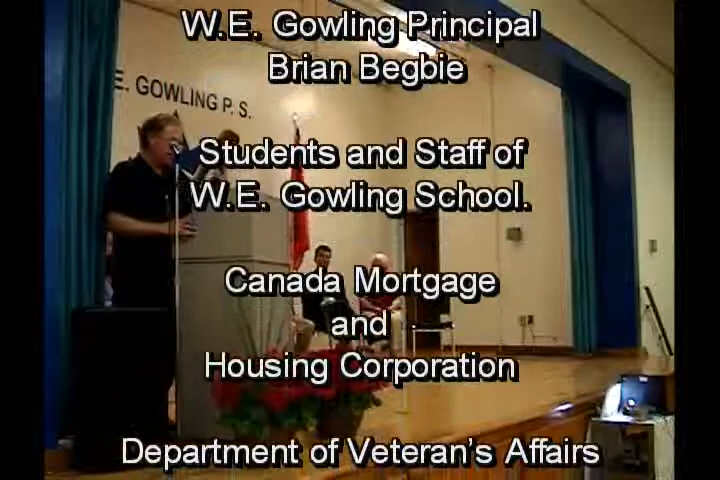 W.E. Gowling Principal
Brian Begbie
E. GOWLING P. S.
Students and Staff of
W.E. Gowling School.
Canada Mortgage
and
Housing Corporation
Department of Veteran's Affairs